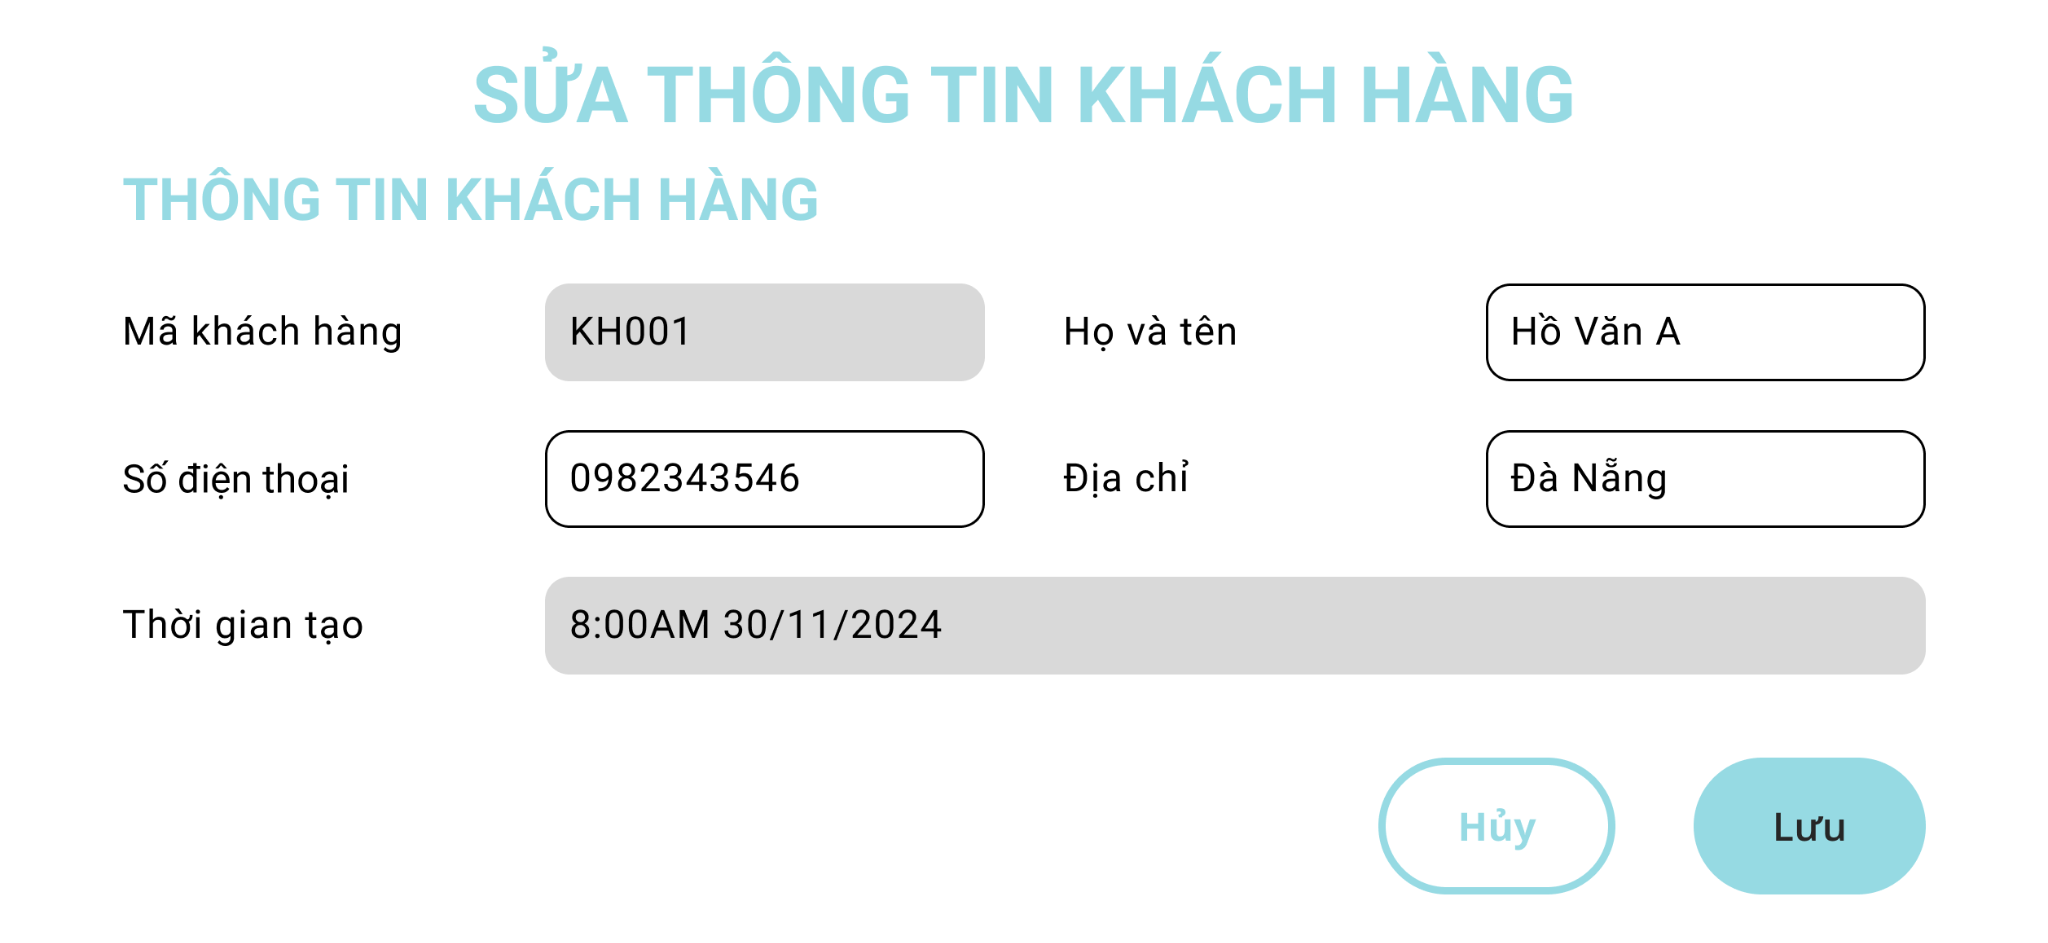 SỬA THÔNG TIN KHÁCH HÀNG
THÔNG TIN KHÁCH HÀNG
Mã khách hàng KH001 Họ và tên Hồ Văn A
Số điện thoại 0982343546 Địa chỉ Đà Nẵng
Thời gian tạo 8:00AM 30/11/2024
Hủy Lưu